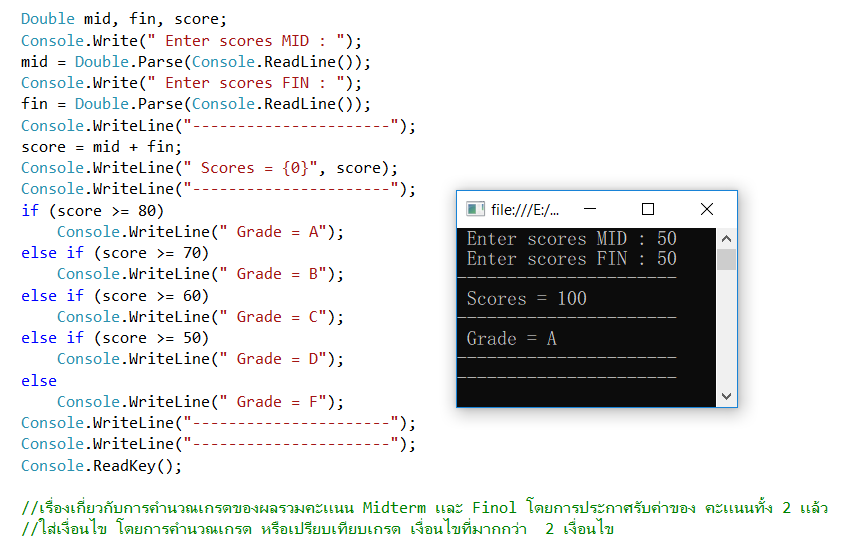 Double mid, fin, score;
Console.Write(" Enter scores MID : ");
mid = Double.Parse(Console.ReadLine());
Console.Write(" Enter scores FIN : ");
fin = Double.Parse(Console.ReadLine());
Console.WriteLine("----------------------");
score = mid + fin;
Console.WriteLine(" Scores = {0}", score);
Console.WriteLine("----------------------");
if (score >= 80)
    Console.WriteLine(" Grade = A");
else if (score >= 70)
    Console.WriteLine(" Grade = B");
else if (score >= 60)
    Console.WriteLine(" Grade = C");
else if (score >= 50)
    Console.WriteLine(" Grade = D");
else
    Console.WriteLine(" Grade = F");
Console.WriteLine("----------------------");
Console.WriteLine("----------------------");
Console.ReadKey();
//เรื่องเกี่ยวกับการคำนวณเกรดของผลรวมคะแนน Midterm และ Finol โดยการประกาศรับค่าของ คะแนนทั้ง 2 แล้ว
//ใส่เงื่อนไข โดยการคำนวณเกรด หรือเปรียบเทียบเกรด เงื่อนไขที่มากกว่า  2 เงื่อนไข
file:///E:/...
Enter scores MID : 50
Enter scores FIN : 50
----------------------
Scores = 100
----------------------
Grade = A
----------------------
----------------------